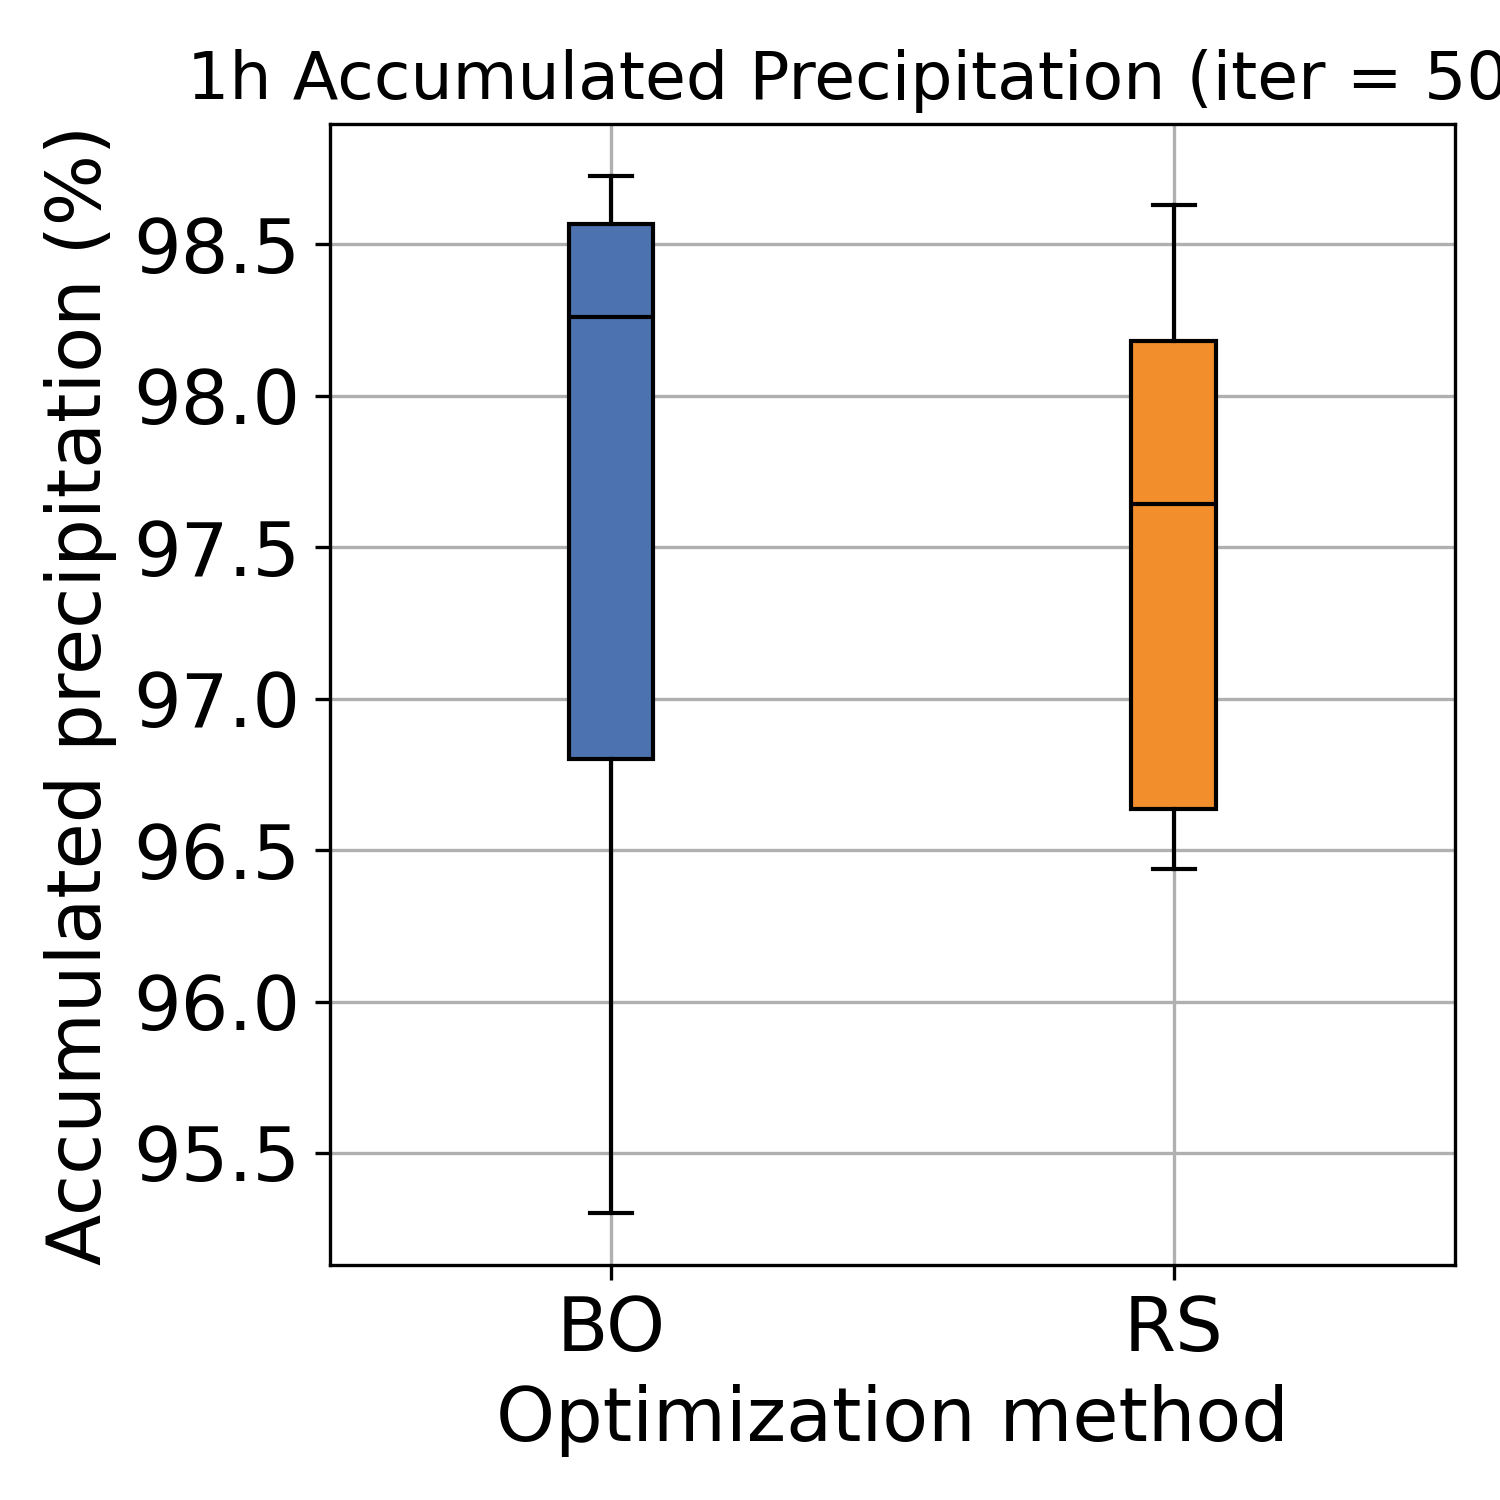 1h Accumulated Precipitation (iter = 50
Accumulated precipitation (%)
98.5
98.0
97.5
97.0
96.5
96.0
95.5
BO RS
Optimization method